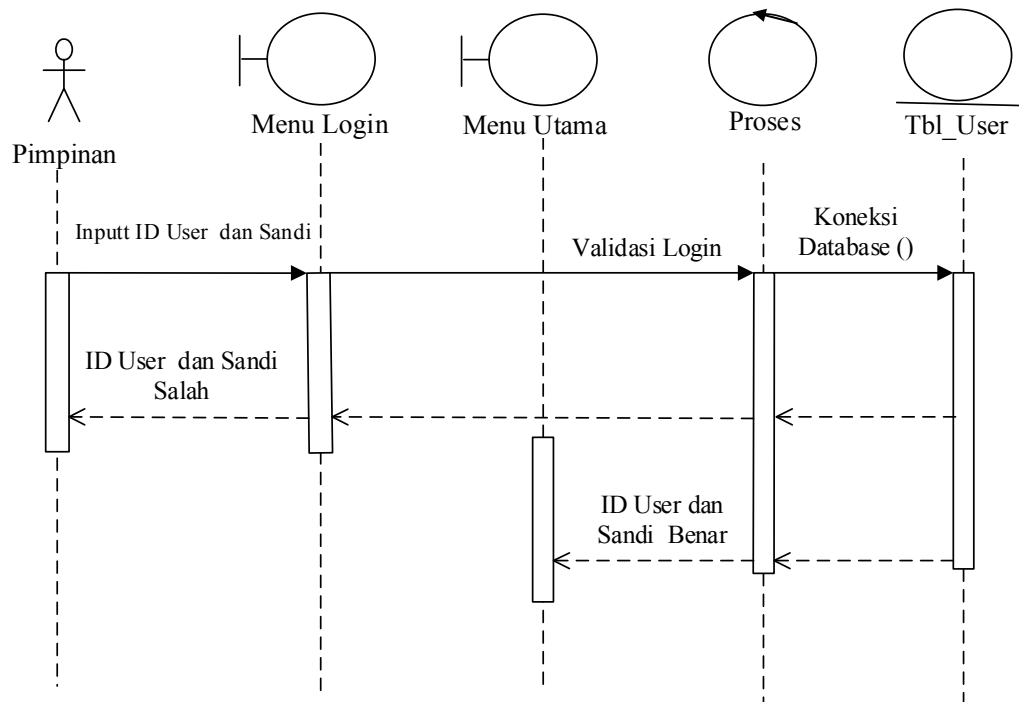 Menu Login
Menu Utama
Proses
Tbl_User
Pimpinan
Inputt ID User dan Sandi
Validasi Login
Koneksi
Database ()
ID User dan Sandi
Salah
ID User dan
Sandi Benar